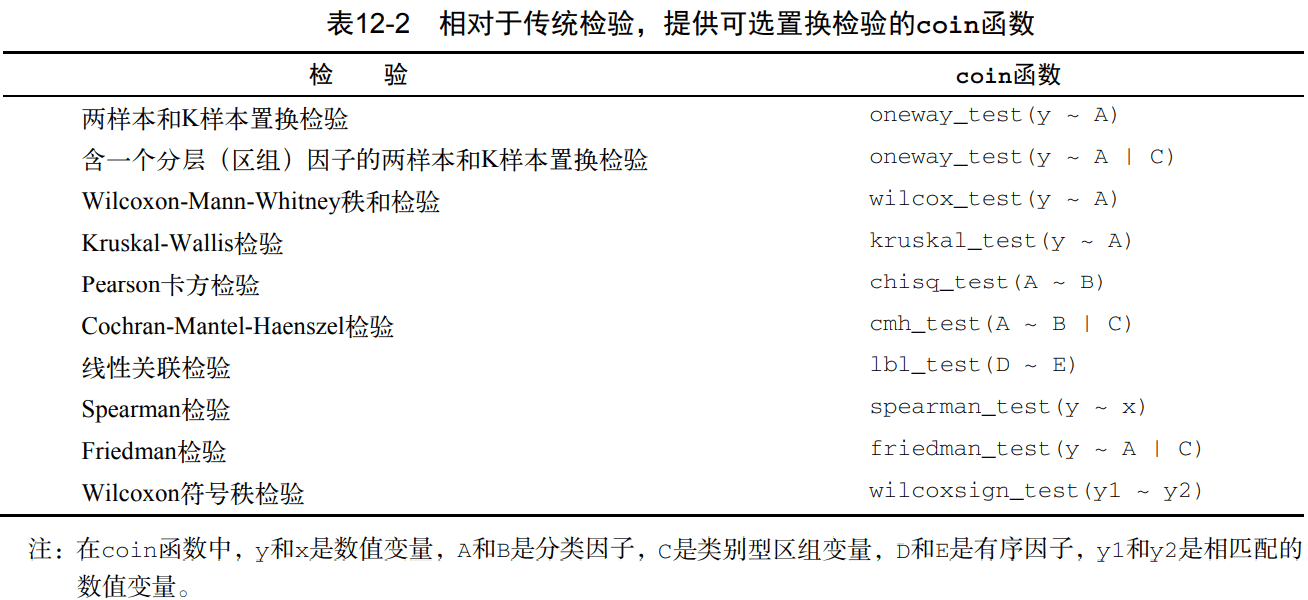 表12-2 相对于传统检验，提供可选置换检验的coin函数
检 验 coin函数
两样本和K样本置换检验 oneway_test(y ~ A)
含一个分层（区组）因子的两样本和K样本置换检验 oneway_test(y ~ A | C)
Wilcoxon-Mann-Whitney秩和检验 wilcox_test(y ~ A)
Kruskal-Wallis检验 kruskal_test(y ~ A)
Pearson卡方检验 chisq_test(A ~ B)
Cochran-Mantel-Haenszel检验 cmh_test(A ~ B | C)
线性关联检验 lbl_test(D ~ E)
Spearman检验 spearman_test(y ~ x)
Friedman检验 friedman_test(y ~ A | C)
Wilcoxon符号秩检验 wilcoxsign_test(y1 ~ y2)
注：在coin函数中，y和x是数值变量，A和B是分类因子，C是类别型区组变量，D和E是有序因子，y1和y2是相匹配的
数值变量。